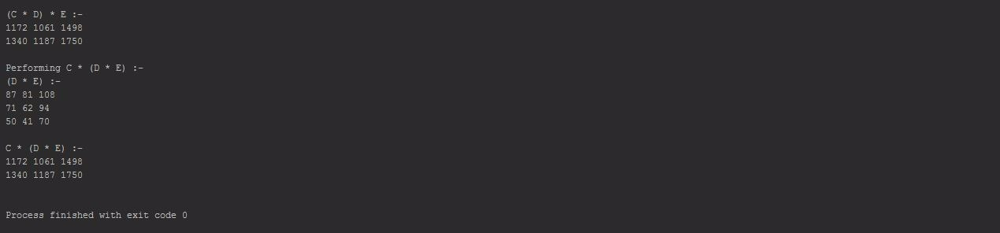 (C * D) * E :-
1172 1061 1498
1340 1187 1750
Performing C * (D * E) :-
(D * E) :-
87 81 108
71 62 94
50 41 70
C * (D * E) :-
1172 1061 1498
1340 1187 1750
Process finished with exit code 0